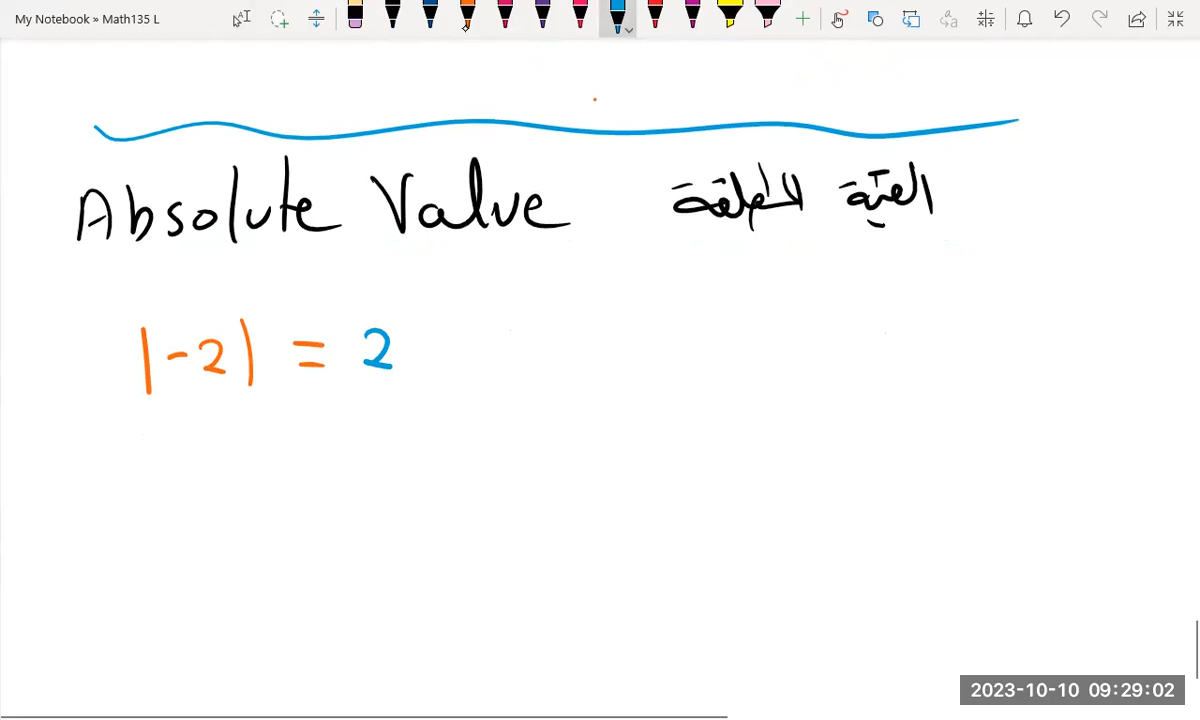 My Notebook » Math135 L
Absolute Value القيمة المطلقة
|-2| = 2
2023-10-10 09:29:02